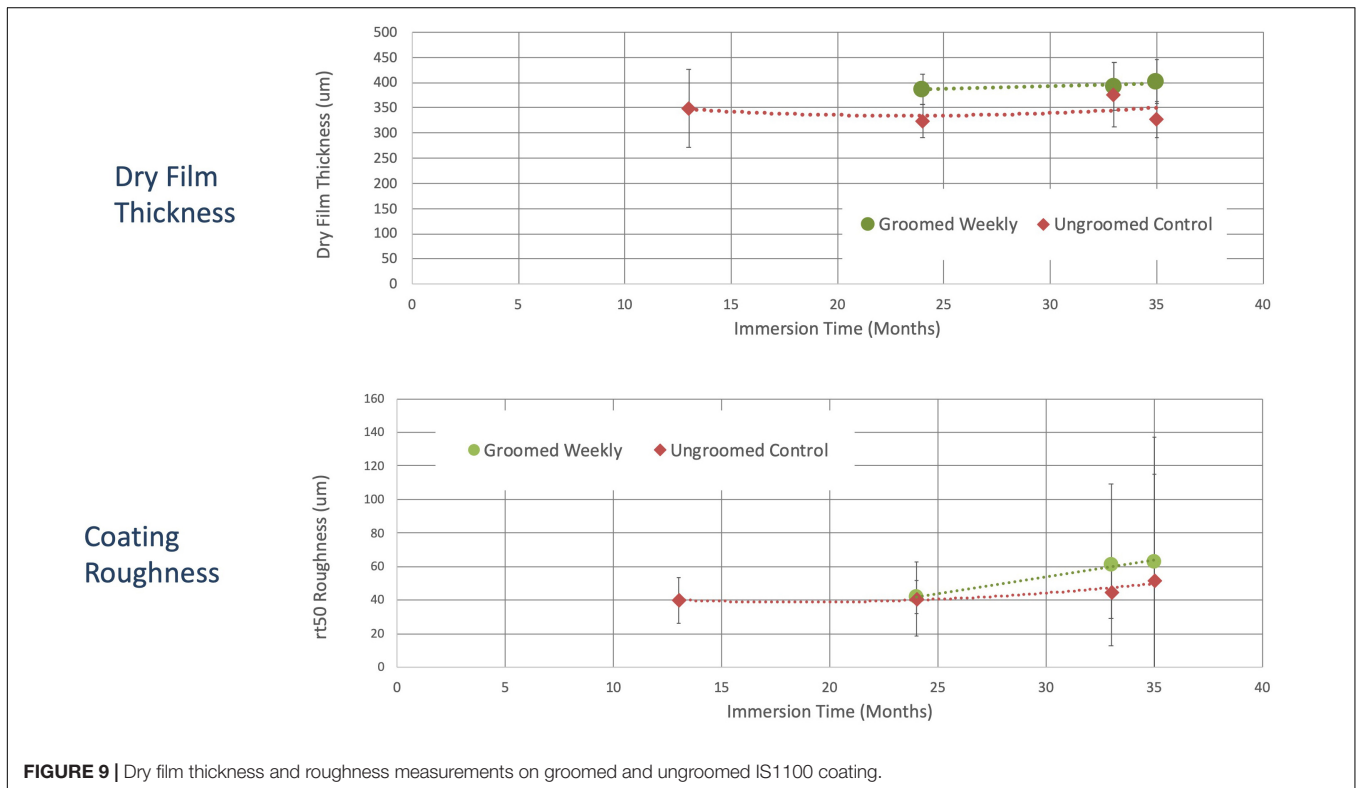 Dry Film
Thickness
Dry Film Thickness (um)
500
450
400
350
300
250
200
150
100
50
0
Groomed Weekly Ungroomed Control
0 5 10 15 20 25 30 35 40
Immersion Time (Months)
Coating
Roughness
rt50 Roughness (um)
160
140
120
100
80
60
40
20
0
Groomed Weekly Ungroomed Control
0 5 10 15 20 25 30 35 40
Immersion Time (Months)
FIGURE 9 | Dry film thickness and roughness measurements on groomed and ungroomed IS1100 coating.